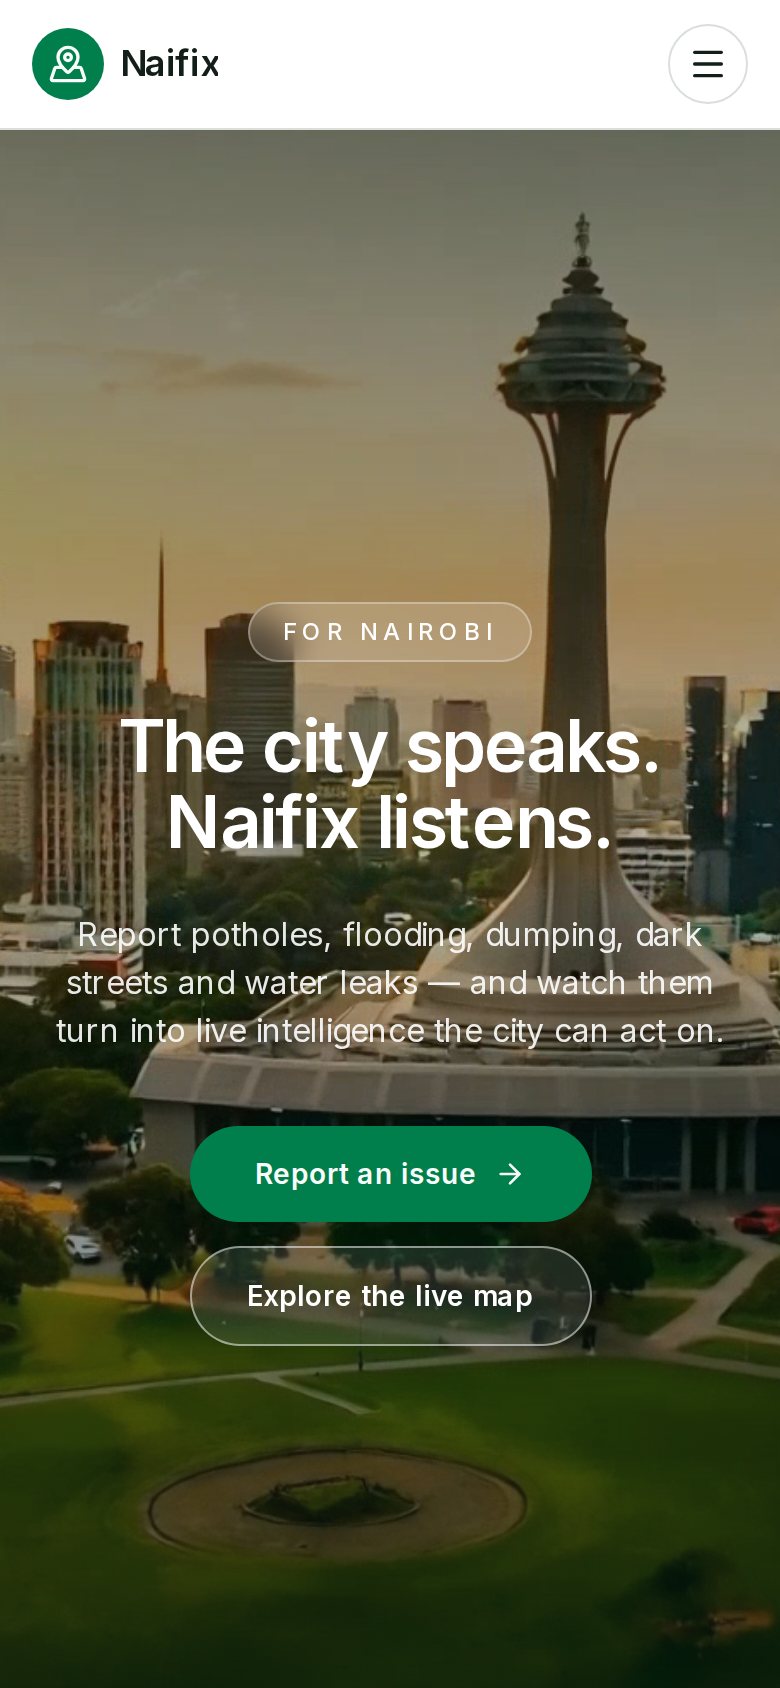 Naifix
FOR NAIROBI
The city speaks.
Naifix listens.
Report potholes, flooding, dumping, dark
streets and water leaks — and watch them
turn into live intelligence the city can act on.
Report an issue →
Explore the live map